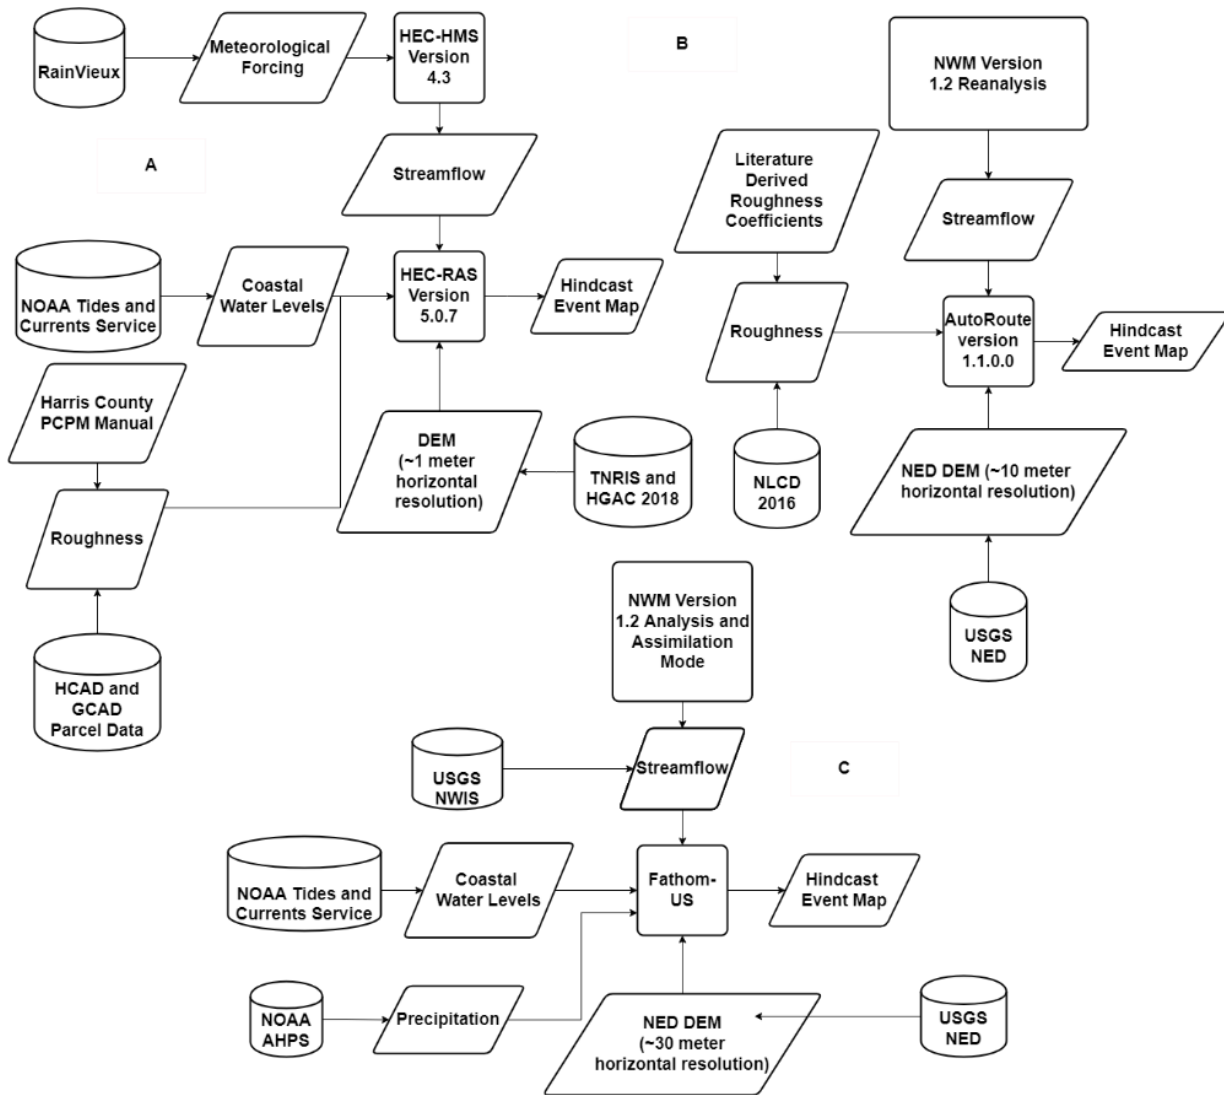 RainVieux
Meteorological
Forcing
HEC-HMS
Version
4.3
A
Streamflow
NOAA Tides and
Currents Service
Coastal
Water Levels
HEC-RAS
Version
5.0.7
Hindcast
Event Map
Harris County
PCPM Manual
Roughness
HCAD and
GCAD
Parcel Data
DEM
(~1 meter
horizontal
resolution)
TNRIS and
HGAC 2018
B
NWM Version
1.2 Reanalysis
Literature
Derived
Roughness
Coefficients
Streamflow
Roughness
AutoRoute
version
1.1.0.0
Hindcast
Event Map
NLCD
2016
NED DEM (~10 meter
horizontal resolution)
USGS
NED
NWM Version
1.2 Analysis and
Assimilation
Mode
C
USGS
NWIS
Streamflow
NOAA Tides and
Currents Service
Coastal
Water Levels
Fathom-
US
Hindcast
Event Map
NOAA
AHPS
Precipitation
NED DEM
(~30 meter
horizontal resolution)
USGS
NED